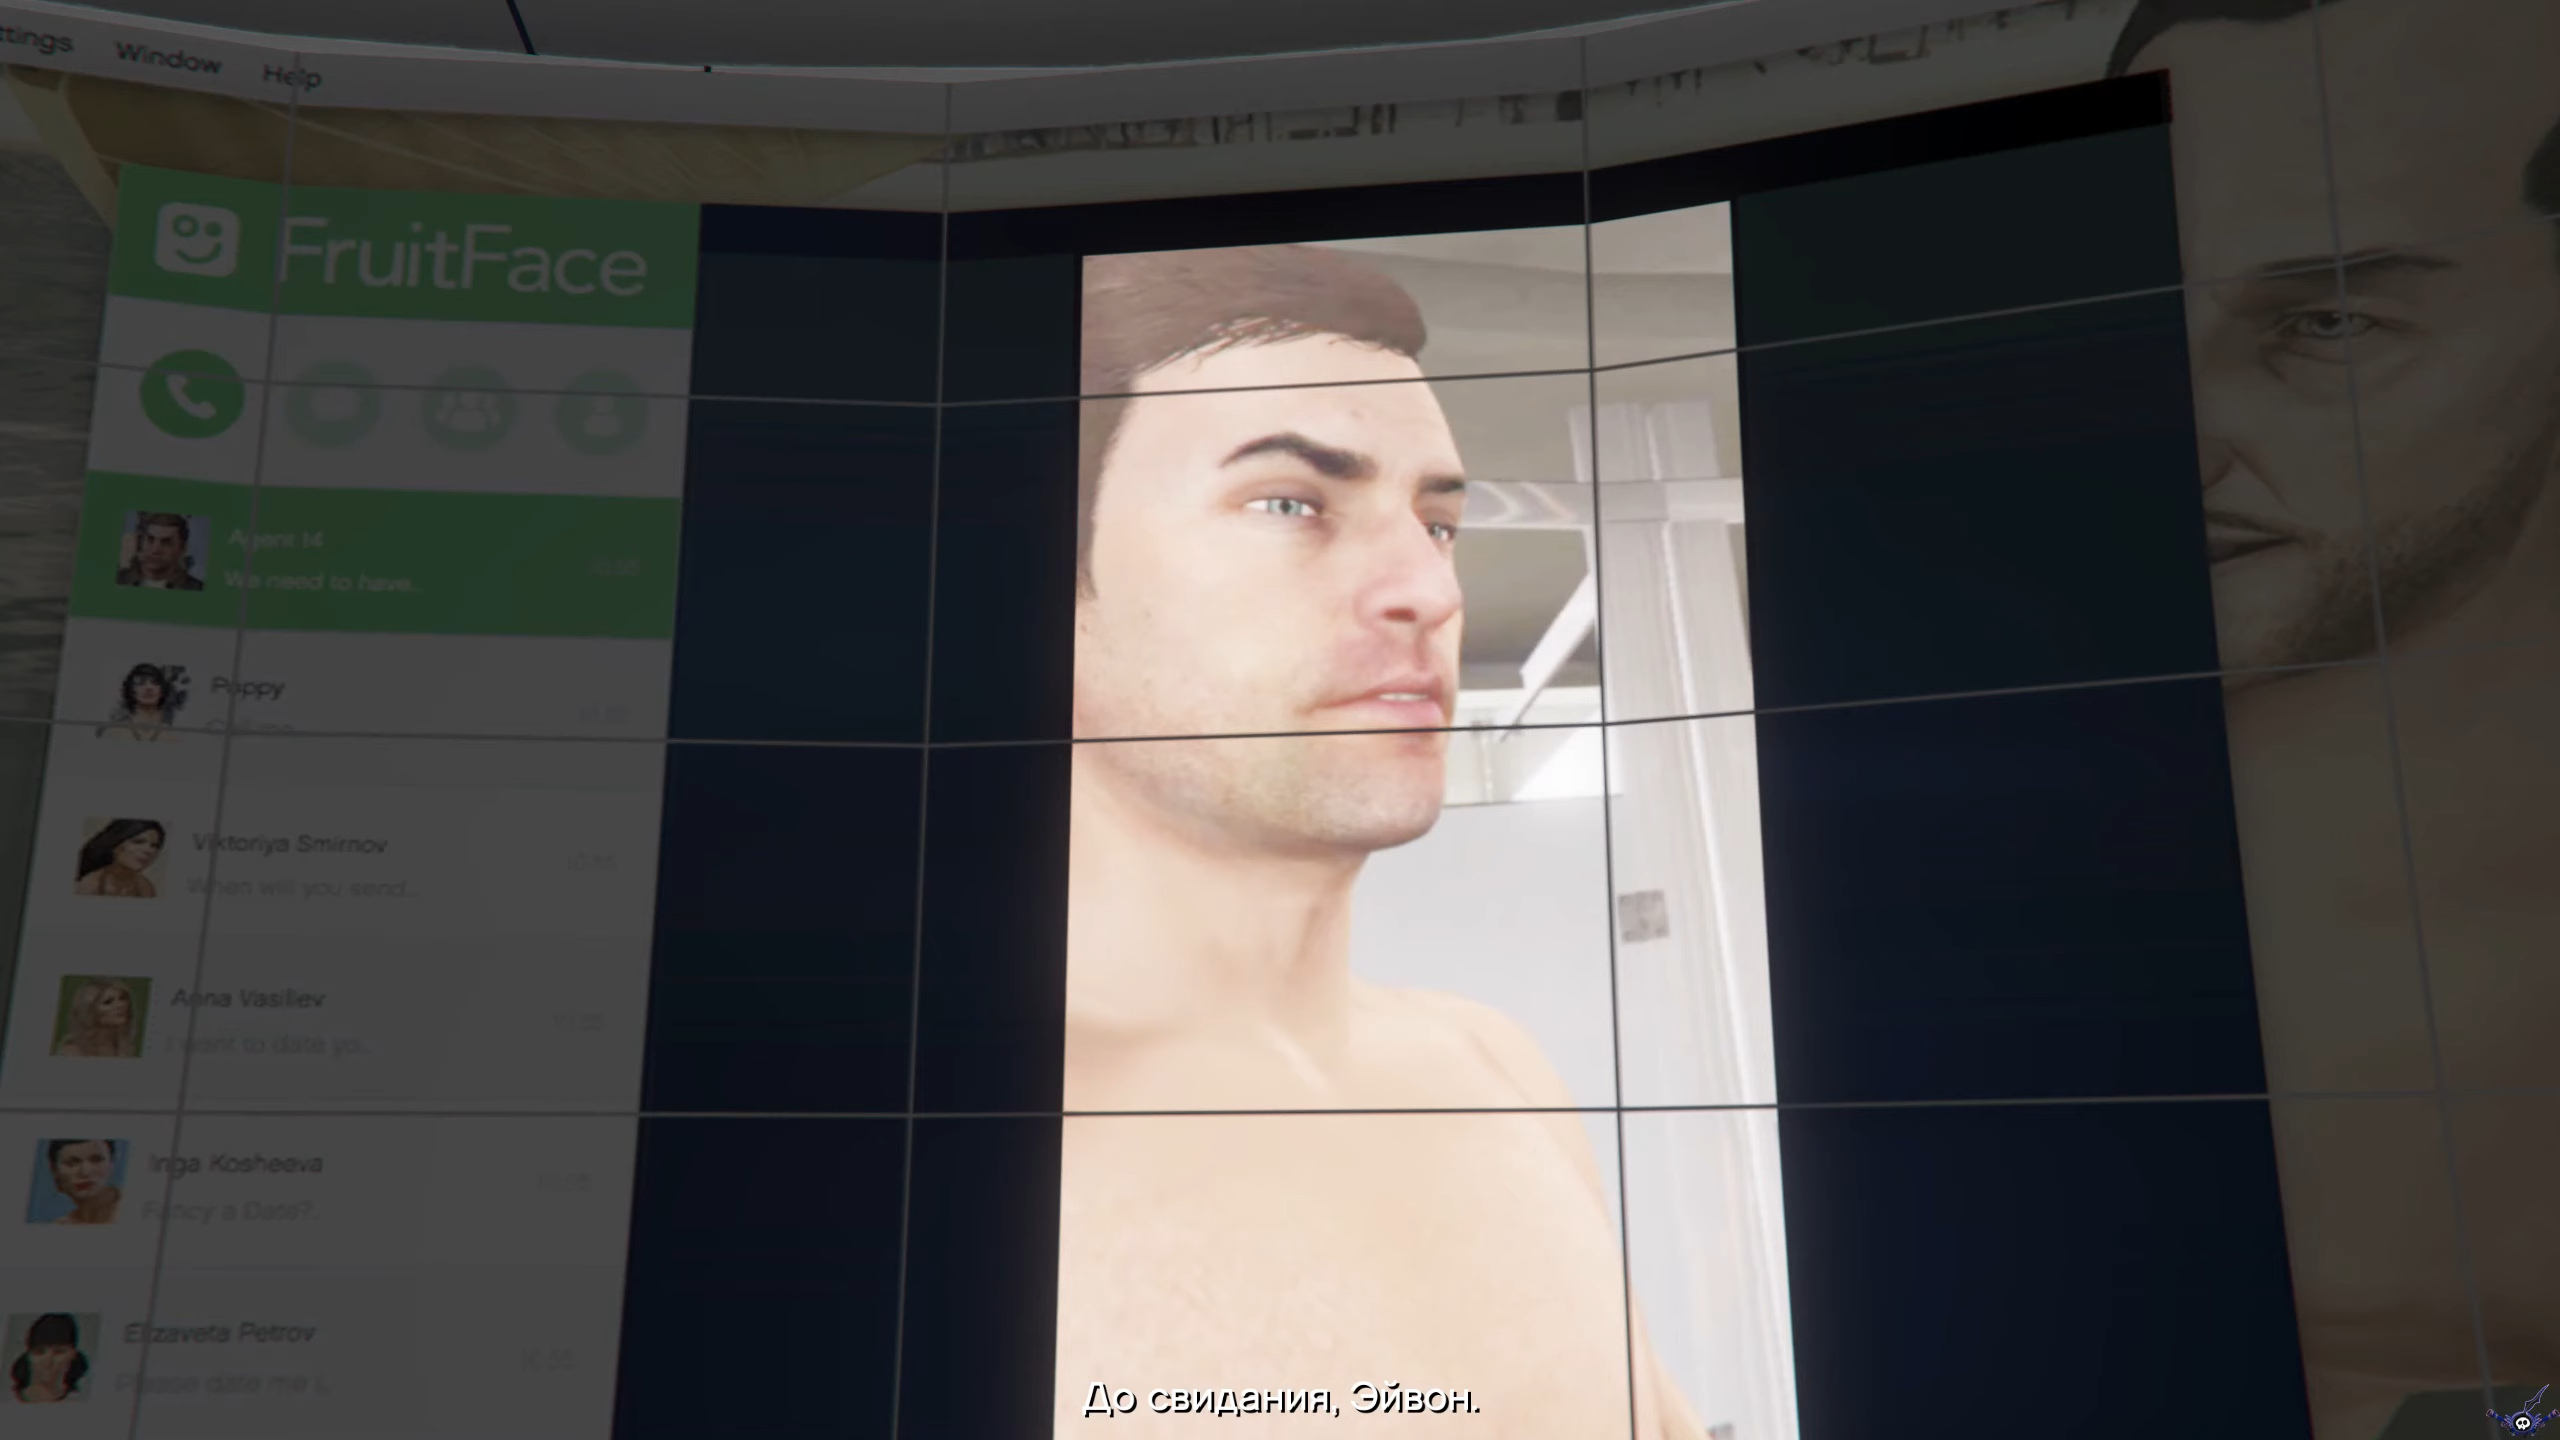 ttings Window Help
FruitFace
Agent 14
We need to have..
Poppy
Viktoriya Smirnov
When will you send...
Anna Vasiliev
I want to date yo...
Inga Kosheeva
Fancy a Date?.
Elizaveta Petrov
Please date me
До свидания, Эйвон.